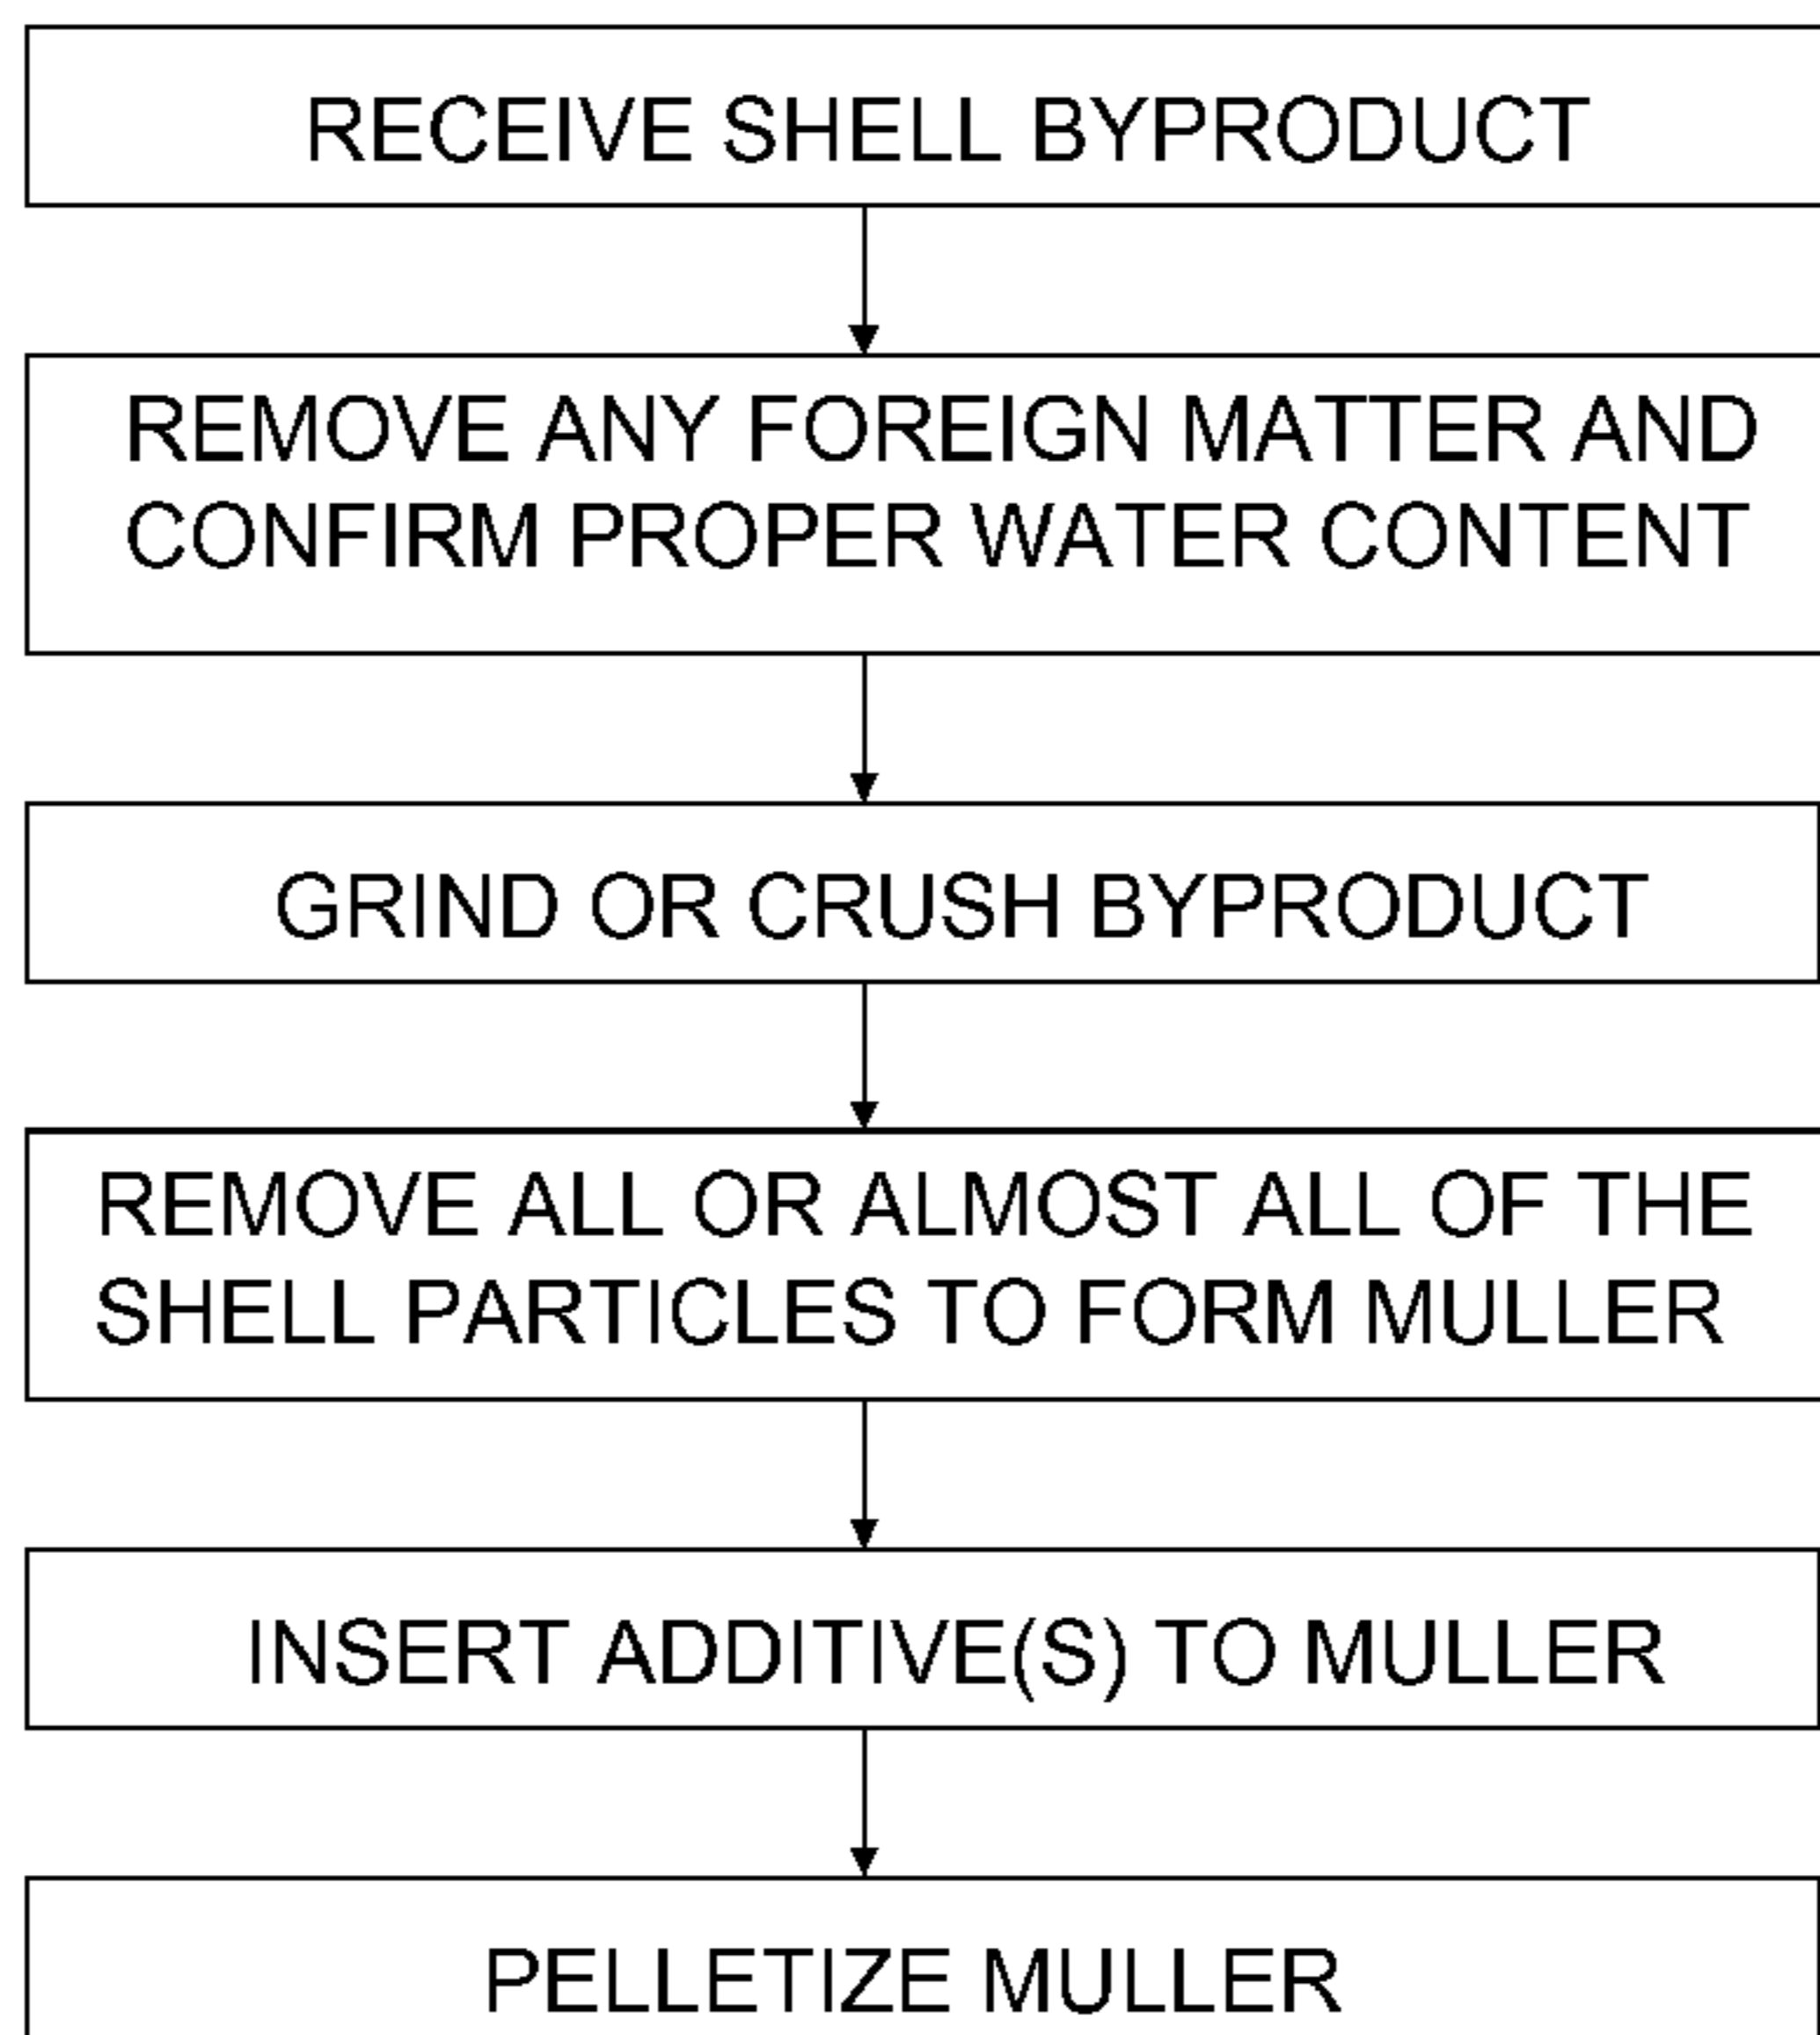 RECEIVE SHELL BYPRODUCT
REMOVE ANY FOREIGN MATTER AND
CONFIRM PROPER WATER CONTENT
GRIND OR CRUSH BYPRODUCT
REMOVE ALL OR ALMOST ALL OF THE
SHELL PARTICLES TO FORM MULLER
INSERT ADDITIVE(S) TO MULLER
PELLETIZE MULLER